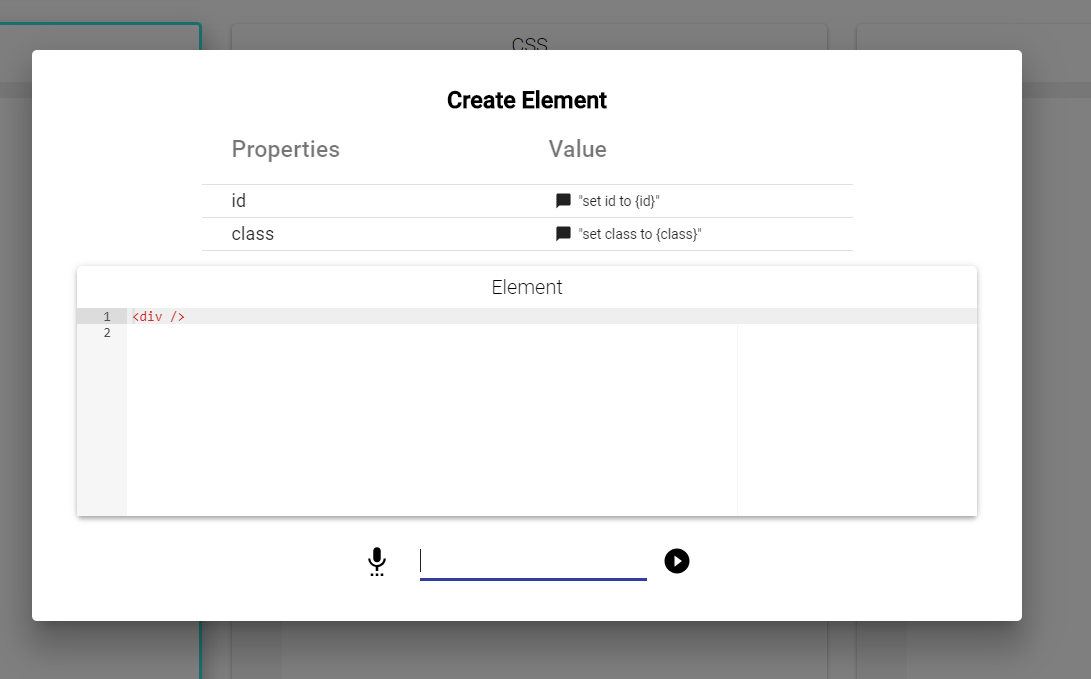 CSS
Create Element
Properties Value
id "set id to {id}"
class "set class to {class}"
Element
1 <div />
2